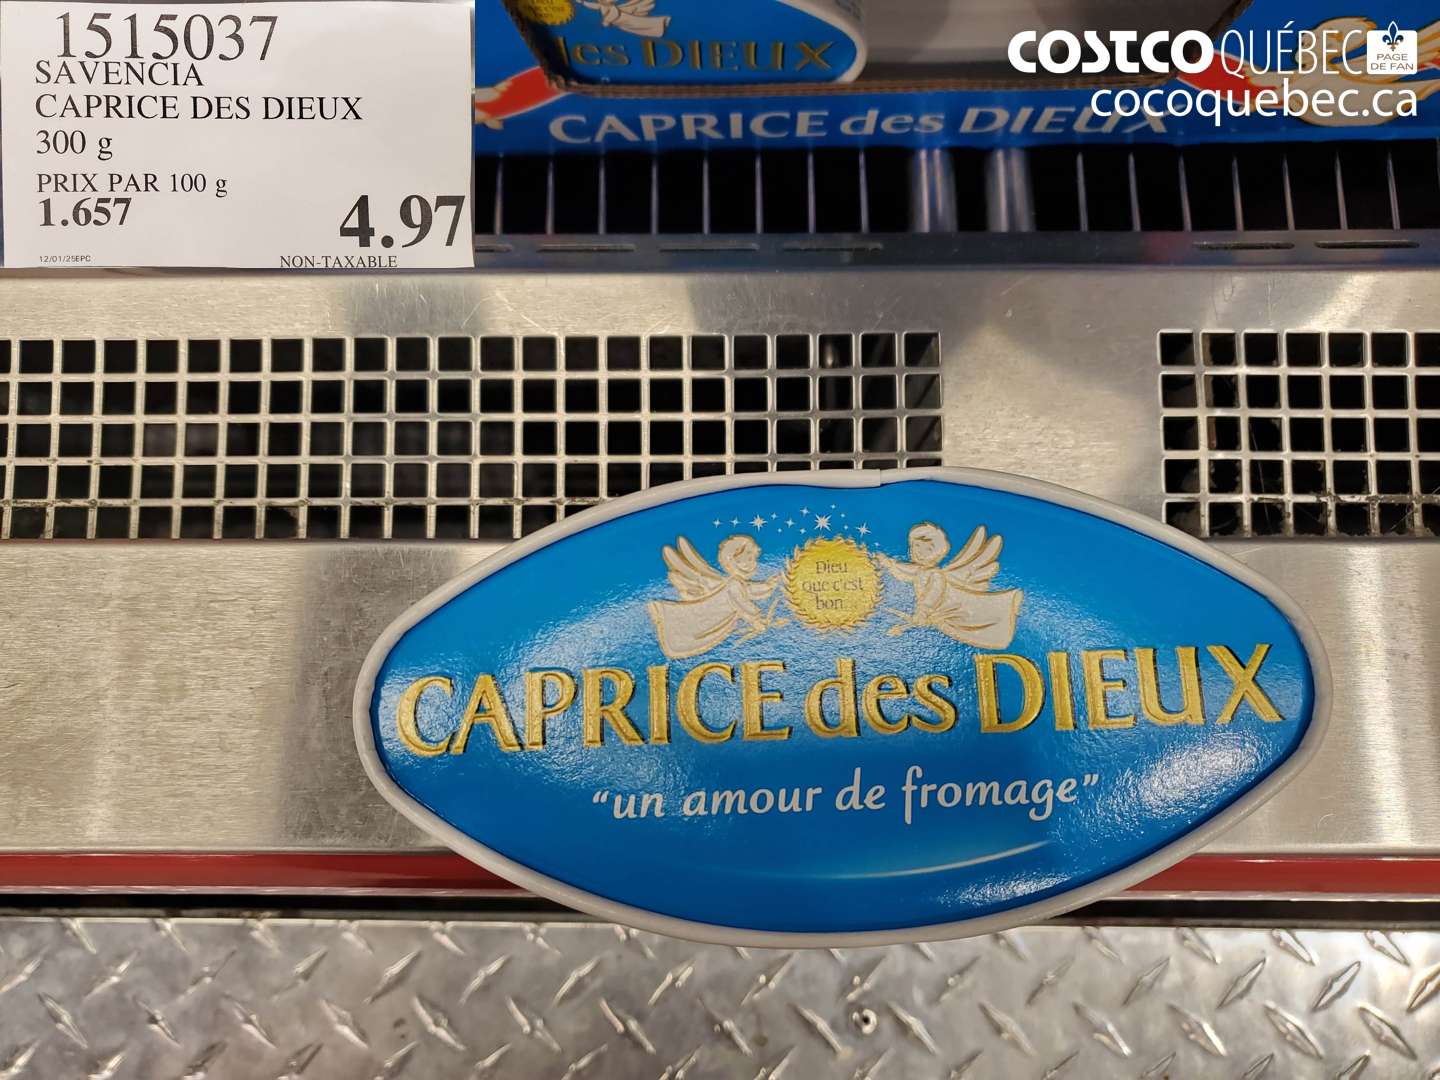 1515037
SAVENCIA
CAPRICE DES DIEUX
300 g
PRIX PAR 100 g
1.657
4.97
12/01/25EPC
NON-TAXABLE
les DIEUX
CAPRICE des DIEUX
COSTCO QUÉBEC
PAGE
DE FAN
cocoquebec.ca
Dieu
que c'est
bon
CAPRICE des DIEUX
"un amour de fromage"